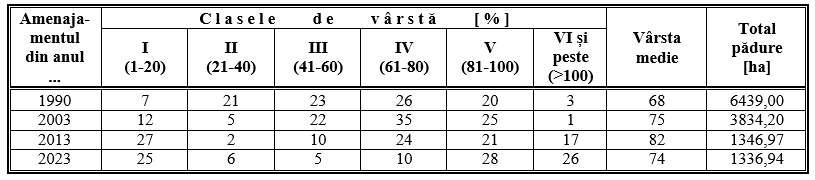 Amenaja-
mentul
din anul
...
C l a s e l e d e v â r s t ă [ % ]
I
(1-20)
II
(21-40)
III
(41-60)
IV
(61-80)
V
(81-100)
VI și
peste
(>100)
Vârsta
medie
Total
pădure
[ha]
1990 7 21 23 26 20 3 68 6439,00
2003 12 5 22 35 25 1 75 3834,20
2013 27 2 10 24 21 17 82 1346,97
2023 25 6 5 10 28 26 74 1336,94